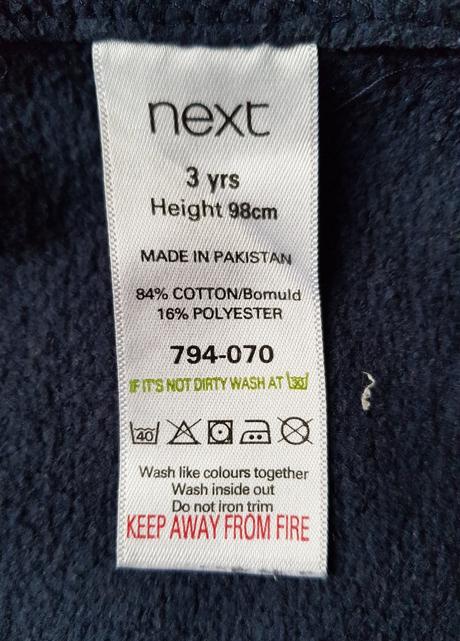 next
3 yrs
Height 98cm
MADE IN PAKISTAN
84% COTTON/Bomuld
16% POLYESTER
794-070
IF IT'S NOT DIRTY WASH AT 30
40
Wash like colours together
Wash inside out
Do not iron trim
KEEP AWAY FROM FIRE